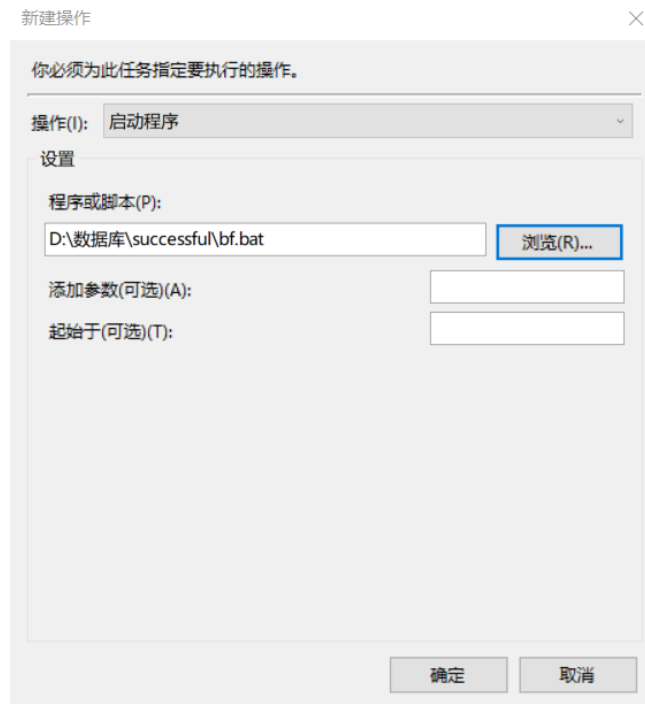 新建操作
你必须为此任务指定要执行的操作。
操作(I): 启动程序
设置
程序或脚本(P):
D:\数据库\successful\bf.bat 浏览(R)...
添加参数(可选)(A):
起始于(可选)(T):
确定 取消